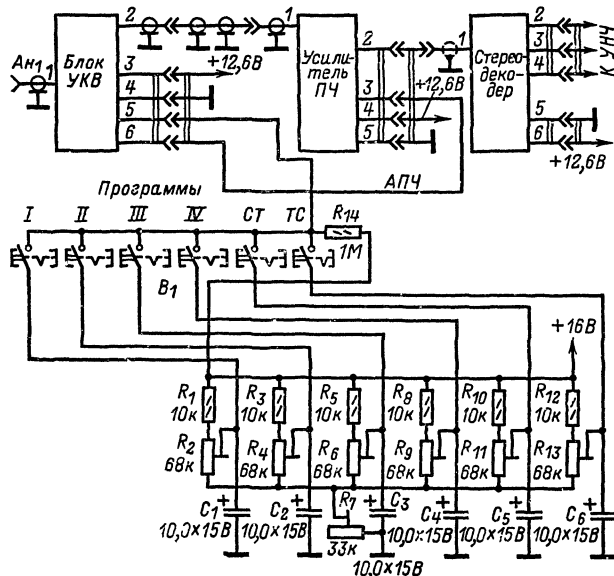 Ан1 1
Блок УКВ
2
3
4
5
6
+12,6В
1
Усилитель ПЧ
2
3
4
5
+12,6В
1
Стереодекодер
2
3
4
5
6
К УНЧ
+12,6В
АПЧ
Программы
I II III IV СТ ТС
R14
1М
В1
+16В
R1 10к
R3 10к
R5 10к
R8 10к
R10 10к
R12 10к
R2 68к
R4 68к
R6 68к
R9 68к
R11 68к
R13 68к
R7 33к
+ C1 10,0×15В
+ C2 10,0×15В
+ C3 10,0×15В
+ C4 10,0×15В
+ C5 10,0×15В
+ C6 10,0×15В